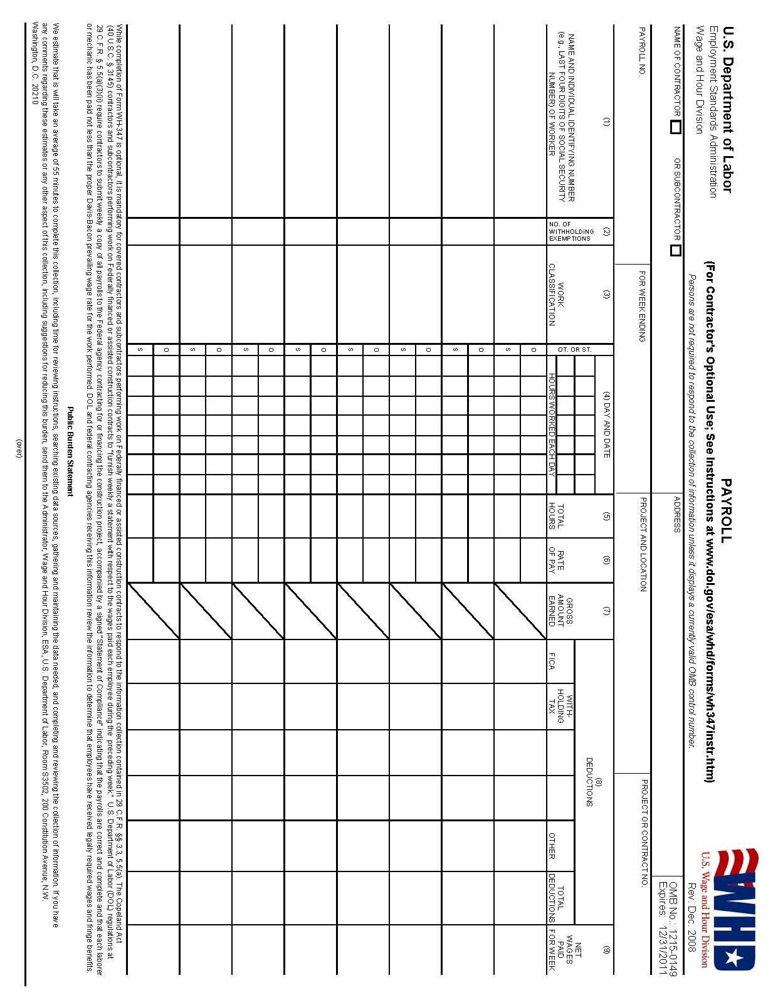 U.S. Department of Labor
Employment Standards Administration
Wage and Hour Division
PAYROLL
(For Contractor's Optional Use; See Instructions at www.dol.gov/esa/whd/forms/wh347instr.htm)
Persons are not required to respond to the collection of information unless it displays a currently valid OMB control number.
WHD
U.S. Wage and Hour Division
Rev. Dec. 2008
NAME OF CONTRACTOR
OR SUBCONTRACTOR
ADDRESS
OMB No.: 1215-0149
Expires: 12/31/2011
PAYROLL NO.
FOR WEEK ENDING
PROJECT AND LOCATION
PROJECT OR CONTRACT NO.
(1)
NAME AND INDIVIDUAL IDENTIFYING NUMBER
(e.g., LAST FOUR DIGITS OF SOCIAL SECURITY
NUMBER) OF WORKER
(2)
NO. OF
WITHHOLDING
EXEMPTIONS
(3)
WORK
CLASSIFICATION
OT. OR ST.
(4) DAY AND DATE
HOURS WORKED EACH DAY
(5)
TOTAL
HOURS
(6)
RATE
OF PAY
(7)
GROSS
AMOUNT
EARNED
(8)
DEDUCTIONS
FICA
WITH-
HOLDING
TAX
OTHER
TOTAL
DEDUCTIONS
(9)
NET
WAGES
PAID
FOR WEEK
O
S
O
S
O
S
O
S
O
S
O
S
O
S
O
S
While completion of Form WH-347 is optional, it is mandatory for covered contractors and subcontractors performing work on Federally financed or assisted construction contracts to respond to the information collection contained in 29 C.F.R. §§ 3.3, 5.5(a). The Copeland Act
(40 U.S.C. § 3145) contractors and subcontractors performing work on Federally financed or assisted construction contracts to "furnish weekly a statement with respect to the wages paid each employee during the preceding week." U.S. Department of Labor (DOL) regulations at
29 C.F.R. § 5.5(a)(3)(ii) require contractors to submit weekly a copy of all payrolls to the Federal agency contracting for or financing the construction project, accompanied by a signed "Statement of Compliance" indicating that the payrolls are correct and complete and that each laborer
or mechanic has been paid not less than the proper Davis-Bacon prevailing wage rate for the work performed. DOL and federal contracting agencies receiving this information review the information to determine that employees have received legally required wages and fringe benefits.
Public Burden Statement
We estimate that is will take an average of 55 minutes to complete this collection, including time for reviewing instructions, searching existing data sources, gathering and maintaining the data needed, and completing and reviewing the collection of information. If you have
any comments regarding these estimates or any other aspect of this collection, including suggestions for reducing this burden, send them to the Administrator, Wage and Hour Division, ESA, U.S. Department of Labor, Room S3502, 200 Constitution Avenue, N.W.
Washington, D.C. 20210
(over)